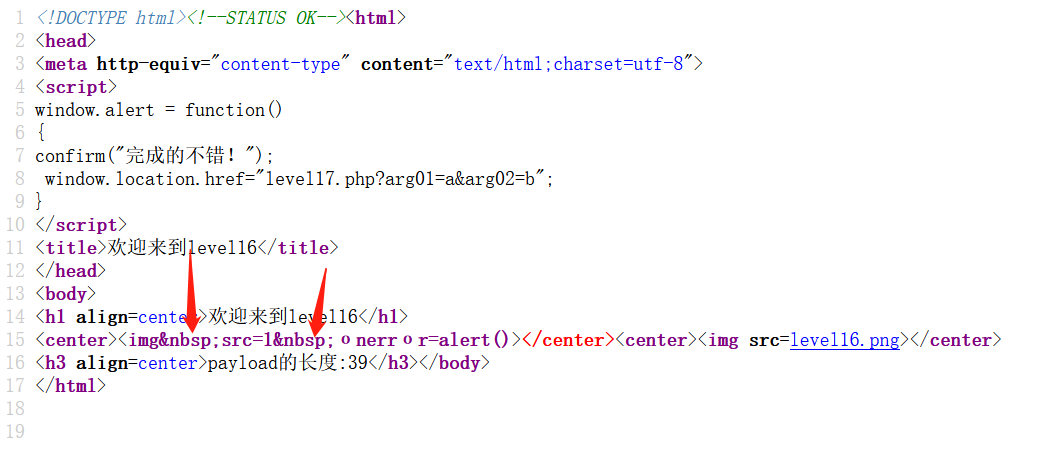 1 <!DOCTYPE html><!--STATUS OK--><html>
2 <head>
3 <meta http-equiv="content-type" content="text/html;charset=utf-8">
4 <script>
5 window.alert = function()
6 {
7 confirm("完成的不错！");
8  window.location.href="level17.php?arg01=a&arg02=b";
9 }
10 </script>
11 <title>欢迎来到level16</title>
12 </head>
13 <body>
14 <h1 align=center>欢迎来到level16</h1>
15 <center><img&nbsp;src=1&nbsp;οnerrοr=alert()></center><center><img src=level16.png></center>
16 <h3 align=center>payload的长度:39</h3></body>
17 </html>
18
19